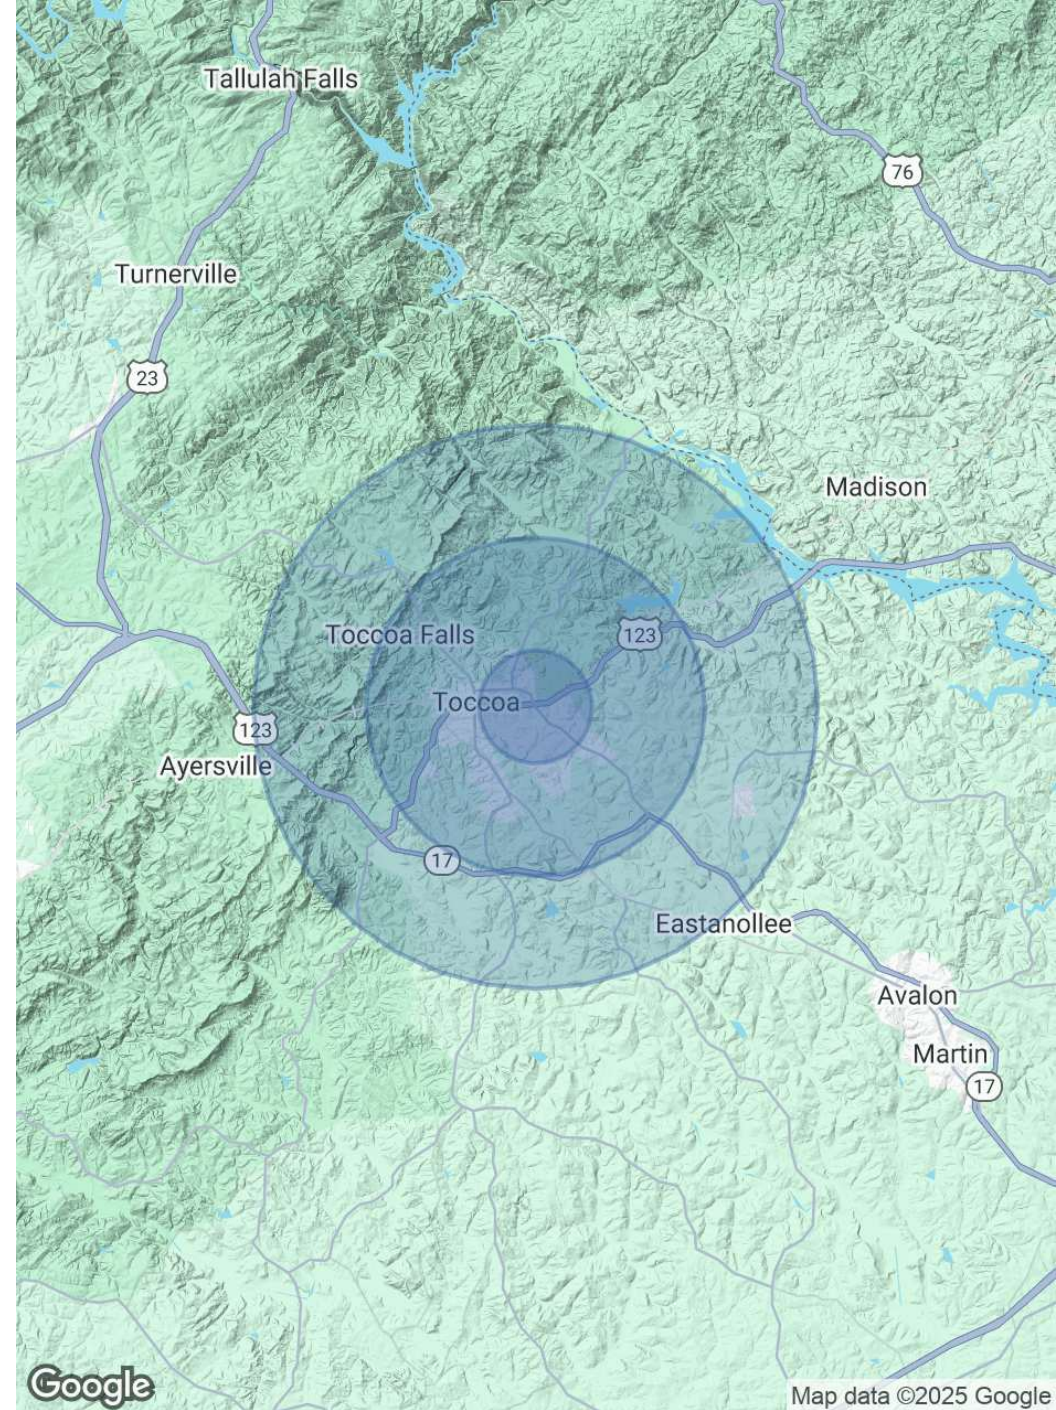 Tallulah Falls
76
Turnerville
23
Madison
Toccoa Falls
123
Toccoa
123
Ayersville
17
Eastanollee
Avalon
Martin
17
Google
Map data ©2025 Google